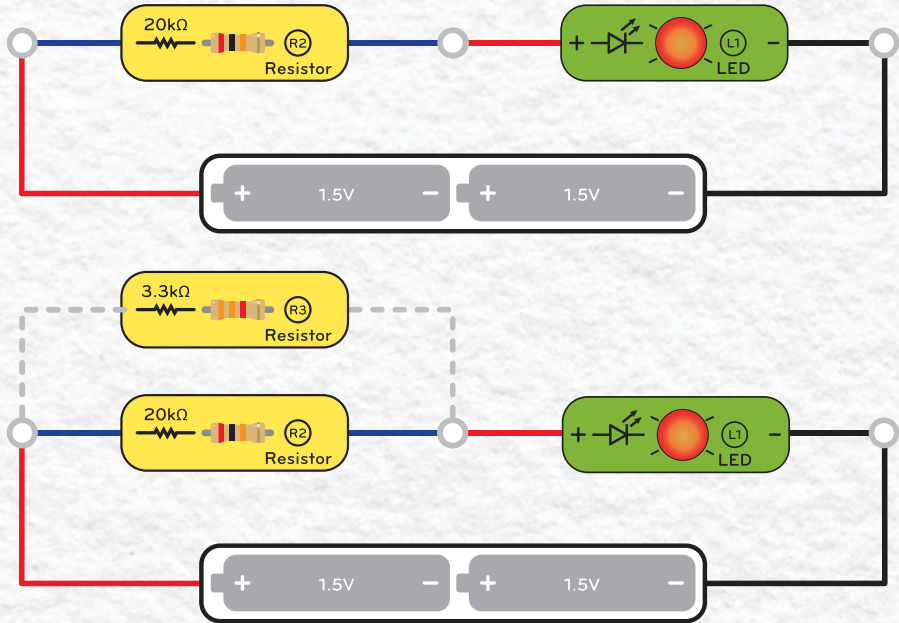 20kΩ
R2
Resistor
+ L1 -
LED
+ 1.5V - + 1.5V -
3.3kΩ
R3
Resistor
20kΩ
R2
Resistor
+ L1 -
LED
+ 1.5V - + 1.5V -